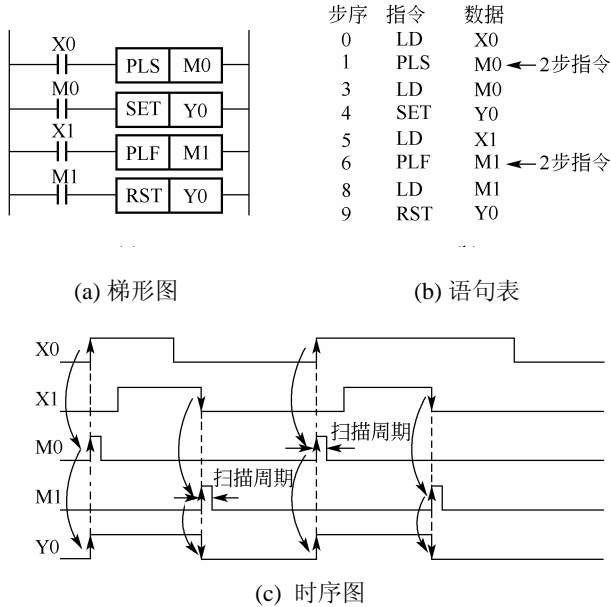 X0
PLS M0
M0
SET Y0
X1
PLF M1
M1
RST Y0
步序 指令 数据
0 LD X0
1 PLS M0 2步指令
3 LD M0
4 SET Y0
5 LD X1
6 PLF M1 2步指令
8 LD M1
9 RST Y0
(a) 梯形图
(b) 语句表
X0
X1
M0
扫描周期
M1
扫描周期
Y0
(c) 时序图